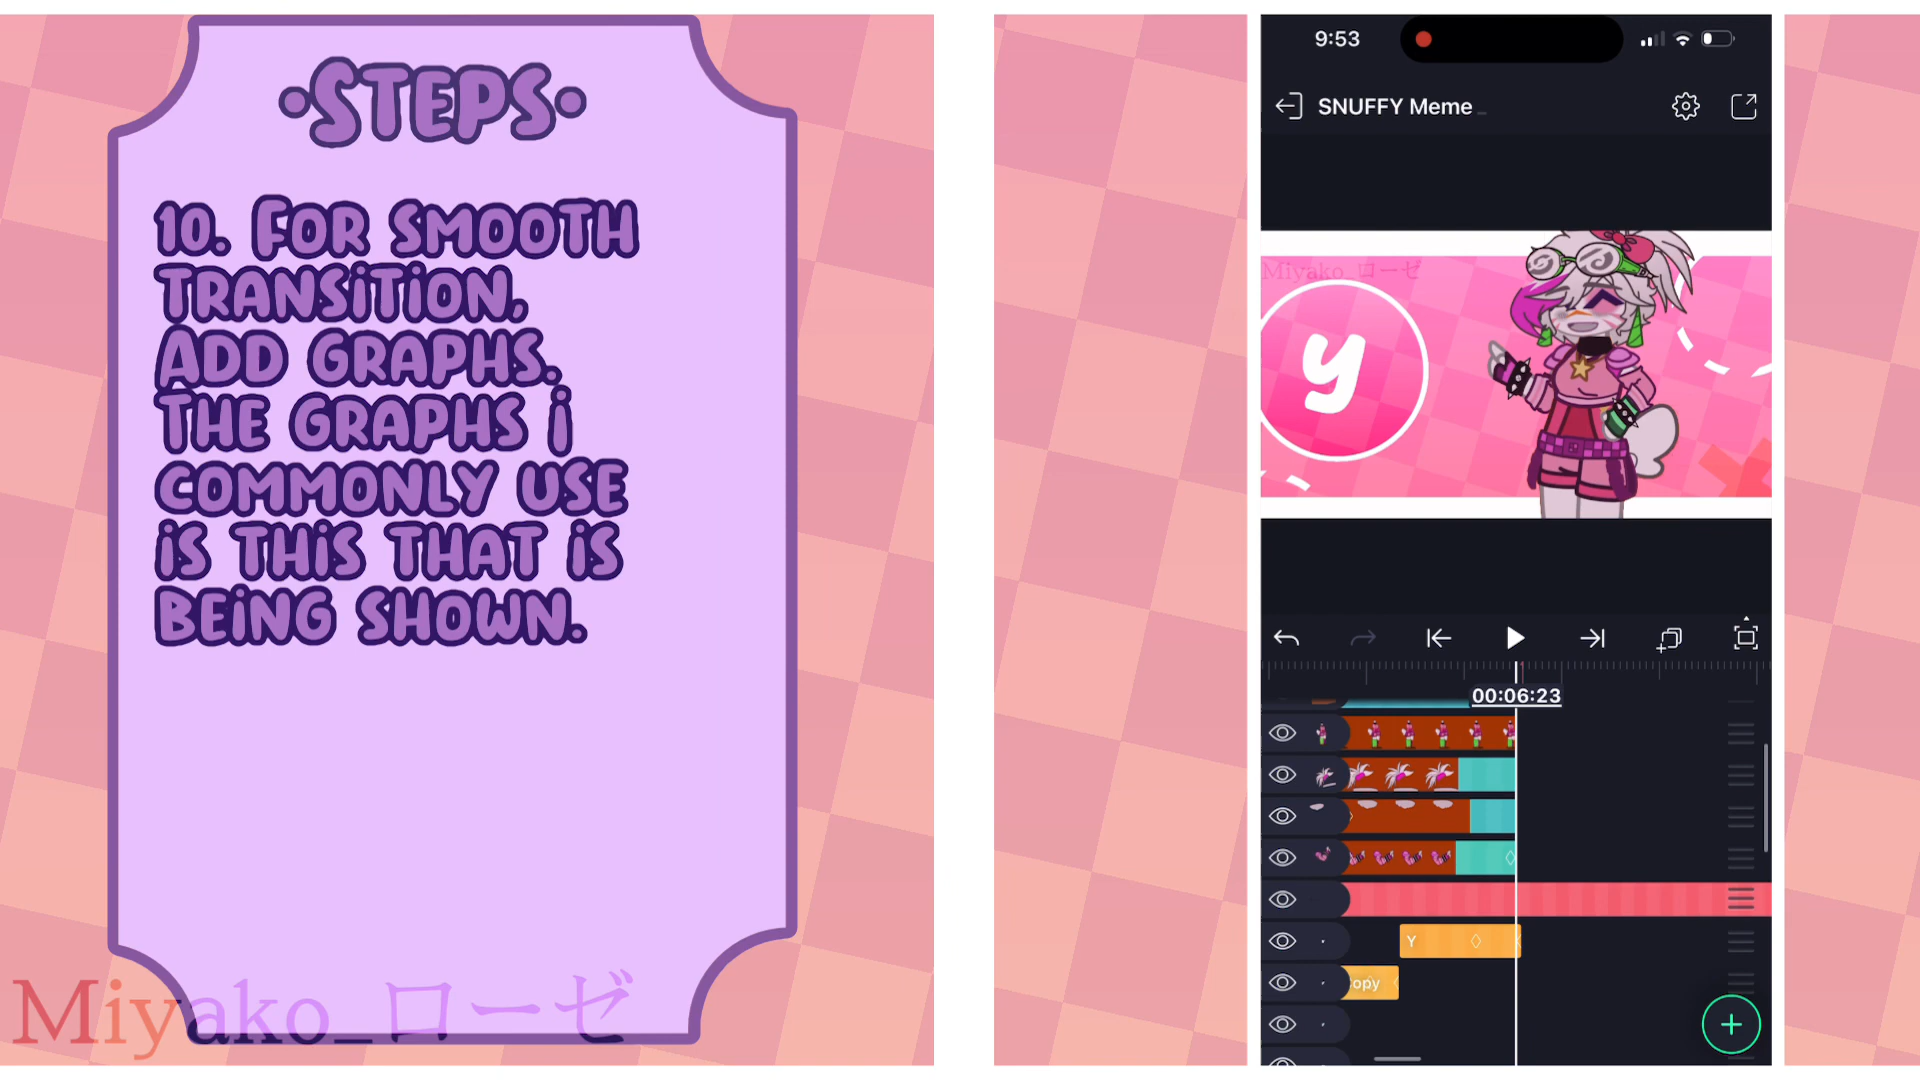 •STEPS•
10. FOR SMOOTH
TRANSITION,
ADD GRAPHS.
THE GRAPHS I
COMMONLY USE
IS THIS THAT IS
BEING SHOWN.
Miyako_ローゼ
9:53
SNUFFY Meme_
Miyako_ローゼ
y
00:06:23
Y
opy